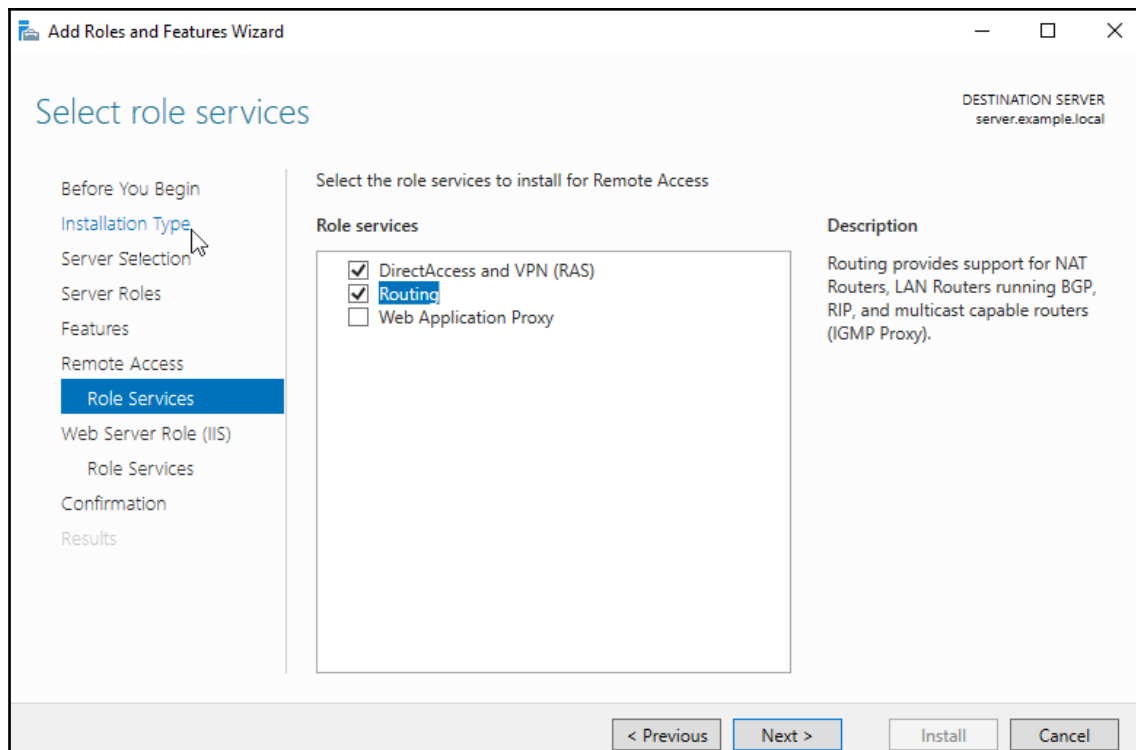 Add Roles and Features Wizard
Select role services
DESTINATION SERVER
server.example.local
Before You Begin
Installation Type
Server Selection
Server Roles
Features
Remote Access
Role Services
Web Server Role (IIS)
Role Services
Confirmation
Results
Select the role services to install for Remote Access
Role services
DirectAccess and VPN (RAS)
Routing
Web Application Proxy
Description
Routing provides support for NAT
Routers, LAN Routers running BGP,
RIP, and multicast capable routers
(IGMP Proxy).
< Previous
Next >
Install
Cancel